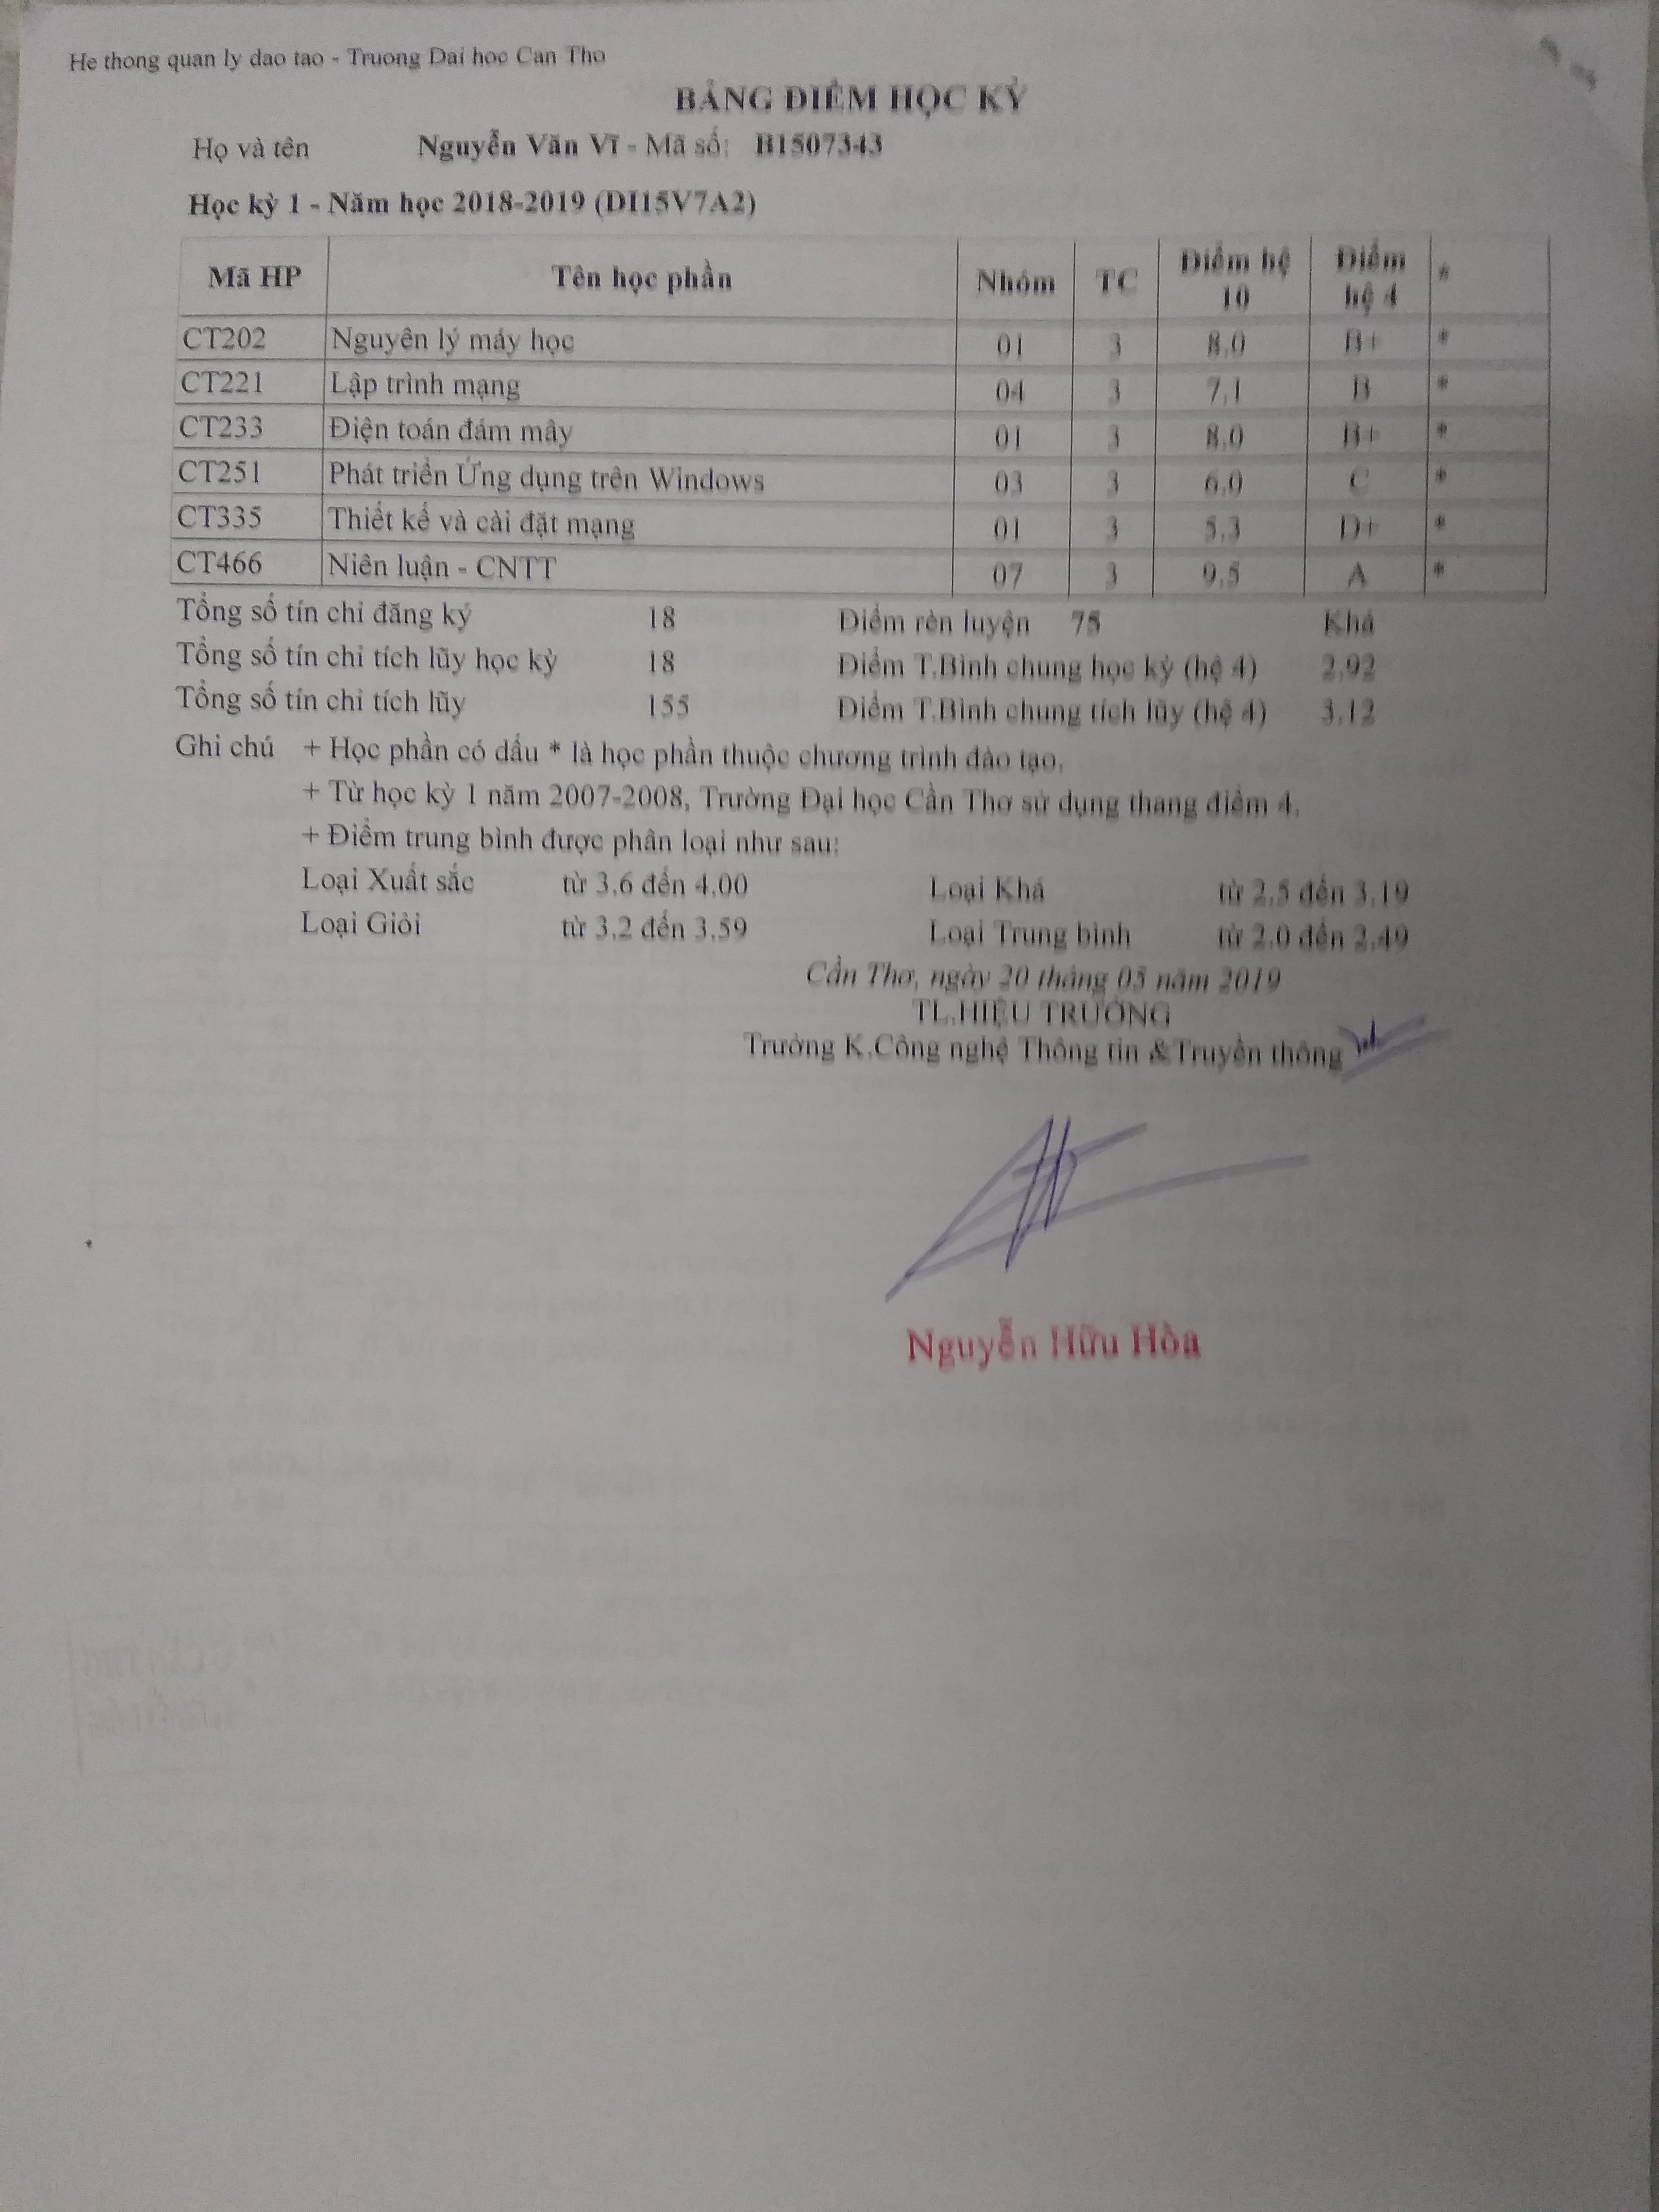 He thong quan ly dao tao - Truong Dai hoc Can Tho
BẢNG ĐIỂM HỌC KỲ
Họ và tên Nguyễn Văn Vĩ - Mã số: B1507343
Học kỳ 1 - Năm học 2018-2019 (DI15V7A2)
Mã HP Tên học phần Nhóm TC Điểm hệ 10 Điểm hệ 4 *
CT202 Nguyên lý máy học 01 3 8.0 B+ *
CT221 Lập trình mạng 04 3 7.1 B *
CT233 Điện toán đám mây 01 3 8.0 B+ *
CT251 Phát triển Ứng dụng trên Windows 03 3 6.0 C *
CT335 Thiết kế và cài đặt mạng 01 3 5.3 D+ *
CT466 Niên luận - CNTT 07 3 9.5 A *
Tổng số tín chỉ đăng ký 18 Điểm rèn luyện 75 Khá
Tổng số tín chỉ tích lũy học kỳ 18 Điểm T.Bình chung học kỳ (hệ 4) 2.92
Tổng số tín chỉ tích lũy 155 Điểm T.Bình chung tích lũy (hệ 4) 3.12
Ghi chú + Học phần có dấu * là học phần thuộc chương trình đào tạo.
+ Từ học kỳ 1 năm 2007-2008, Trường Đại học Cần Thơ sử dụng thang điểm 4.
+ Điểm trung bình được phân loại như sau:
Loại Xuất sắc từ 3.6 đến 4.00 Loại Khá từ 2.5 đến 3.19
Loại Giỏi từ 3.2 đến 3.59 Loại Trung bình từ 2.0 đến 2.49
Cần Thơ, ngày 20 tháng 05 năm 2019
TL.HIỆU TRƯỞNG
Trưởng K.Công nghệ Thông tin &Truyền thông
Nguyễn Hữu Hòa